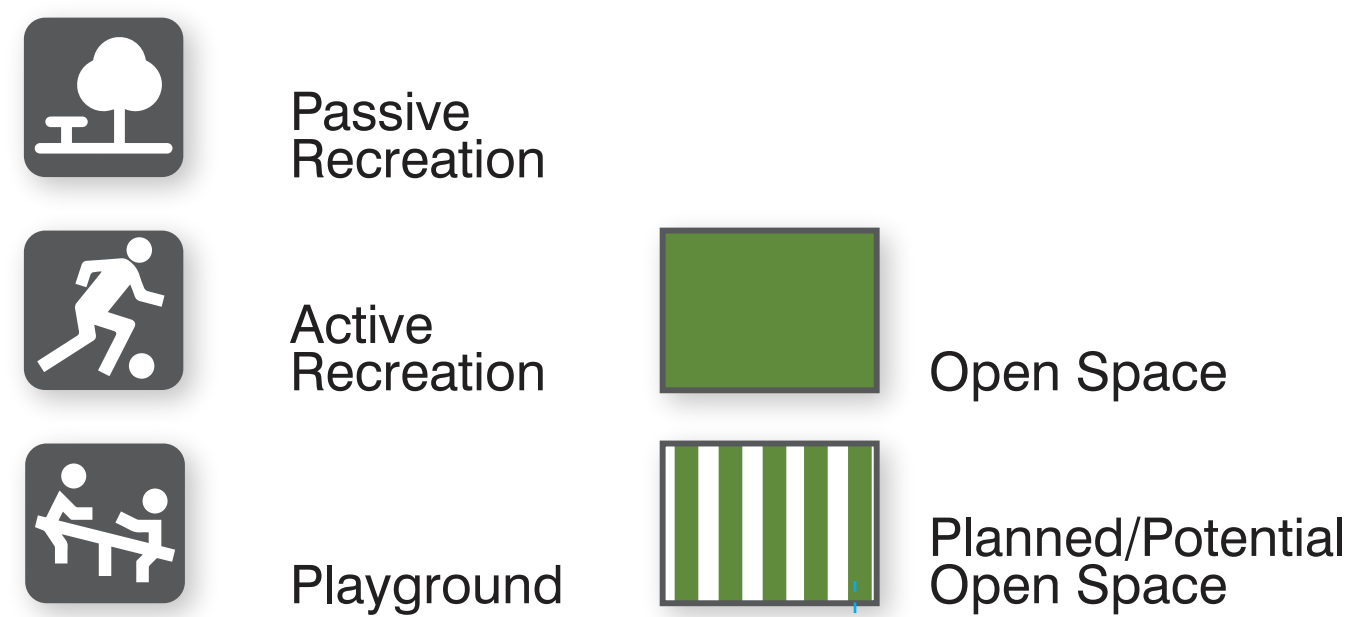 Passive
Recreation
Active
Recreation
Open Space
Playground
Planned/Potential
Open Space